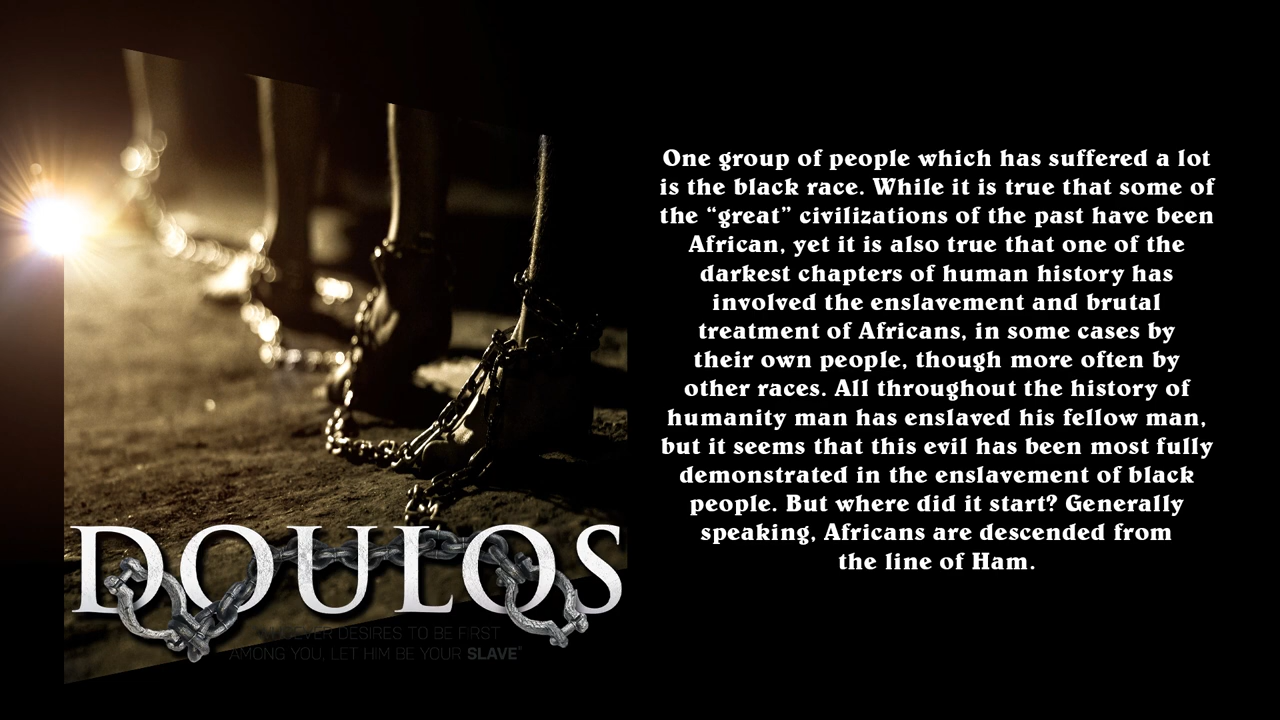 One group of people which has suffered a lot
is the black race. While it is true that some of
the “great” civilizations of the past have been
African, yet it is also true that one of the
darkest chapters of human history has
involved the enslavement and brutal
treatment of Africans, in some cases by
their own people, though more often by
other races. All throughout the history of
humanity man has enslaved his fellow man,
but it seems that this evil has been most fully
demonstrated in the enslavement of black
people. But where did it start? Generally
speaking, Africans are descended from
the line of Ham.
DOULOS
DESIRES TO BE FIRST
AMONG YOU, LET HIM BE YOUR SLAVE"